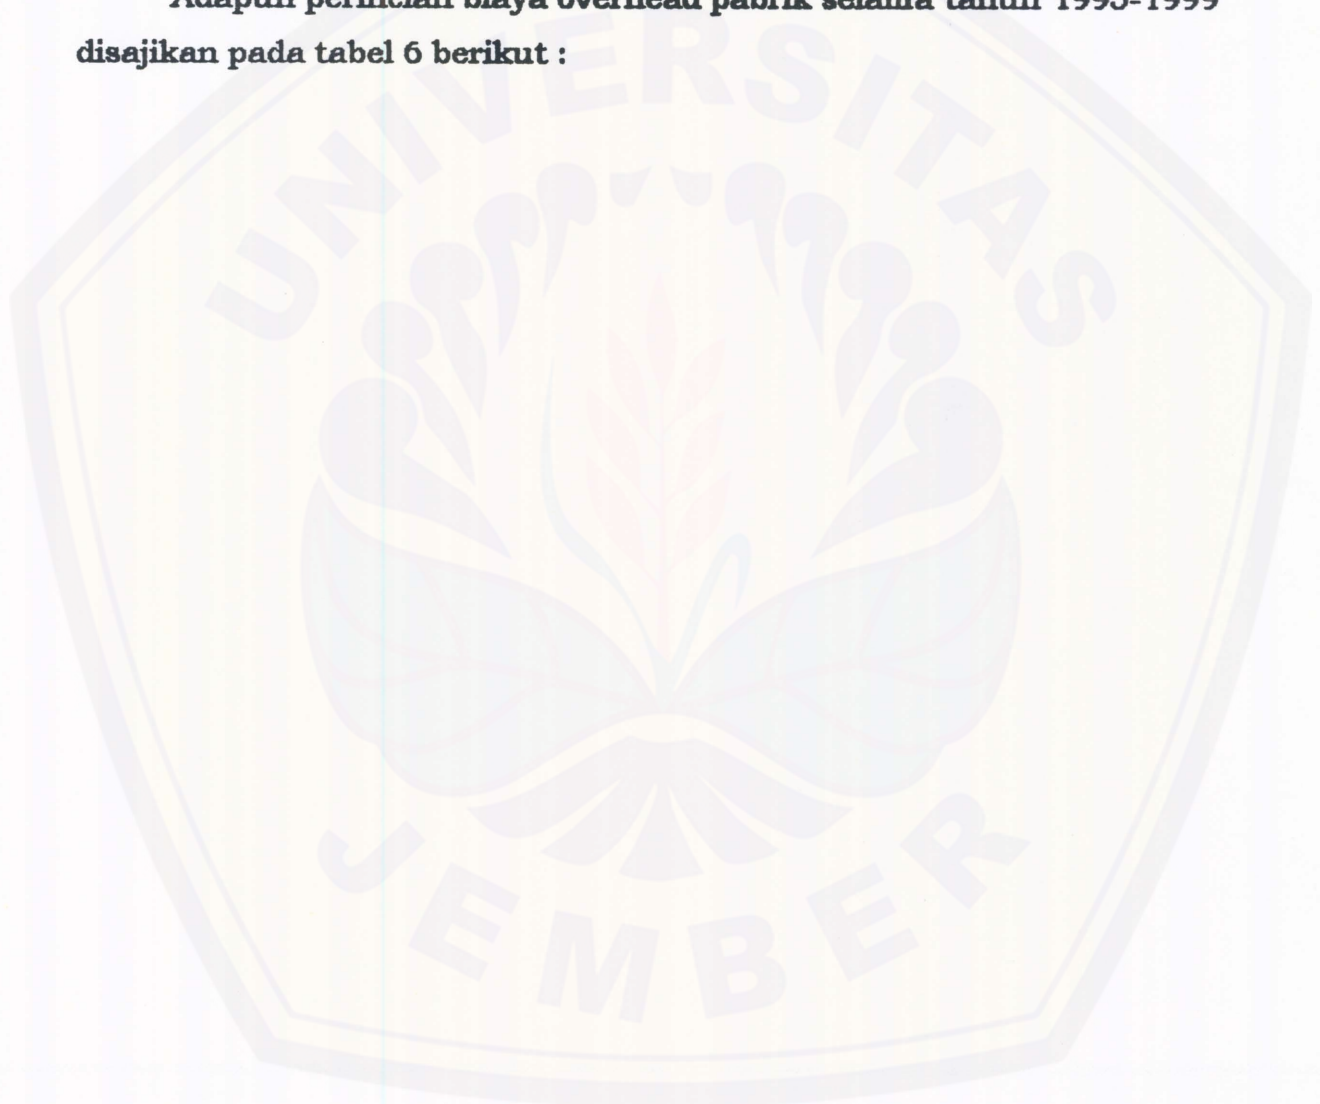 Adapun perincian biaya overhead pabrik selama tahun 1995-1999
disajikan pada tabel 6 berikut :
UNIVERSITAS
JEMBER